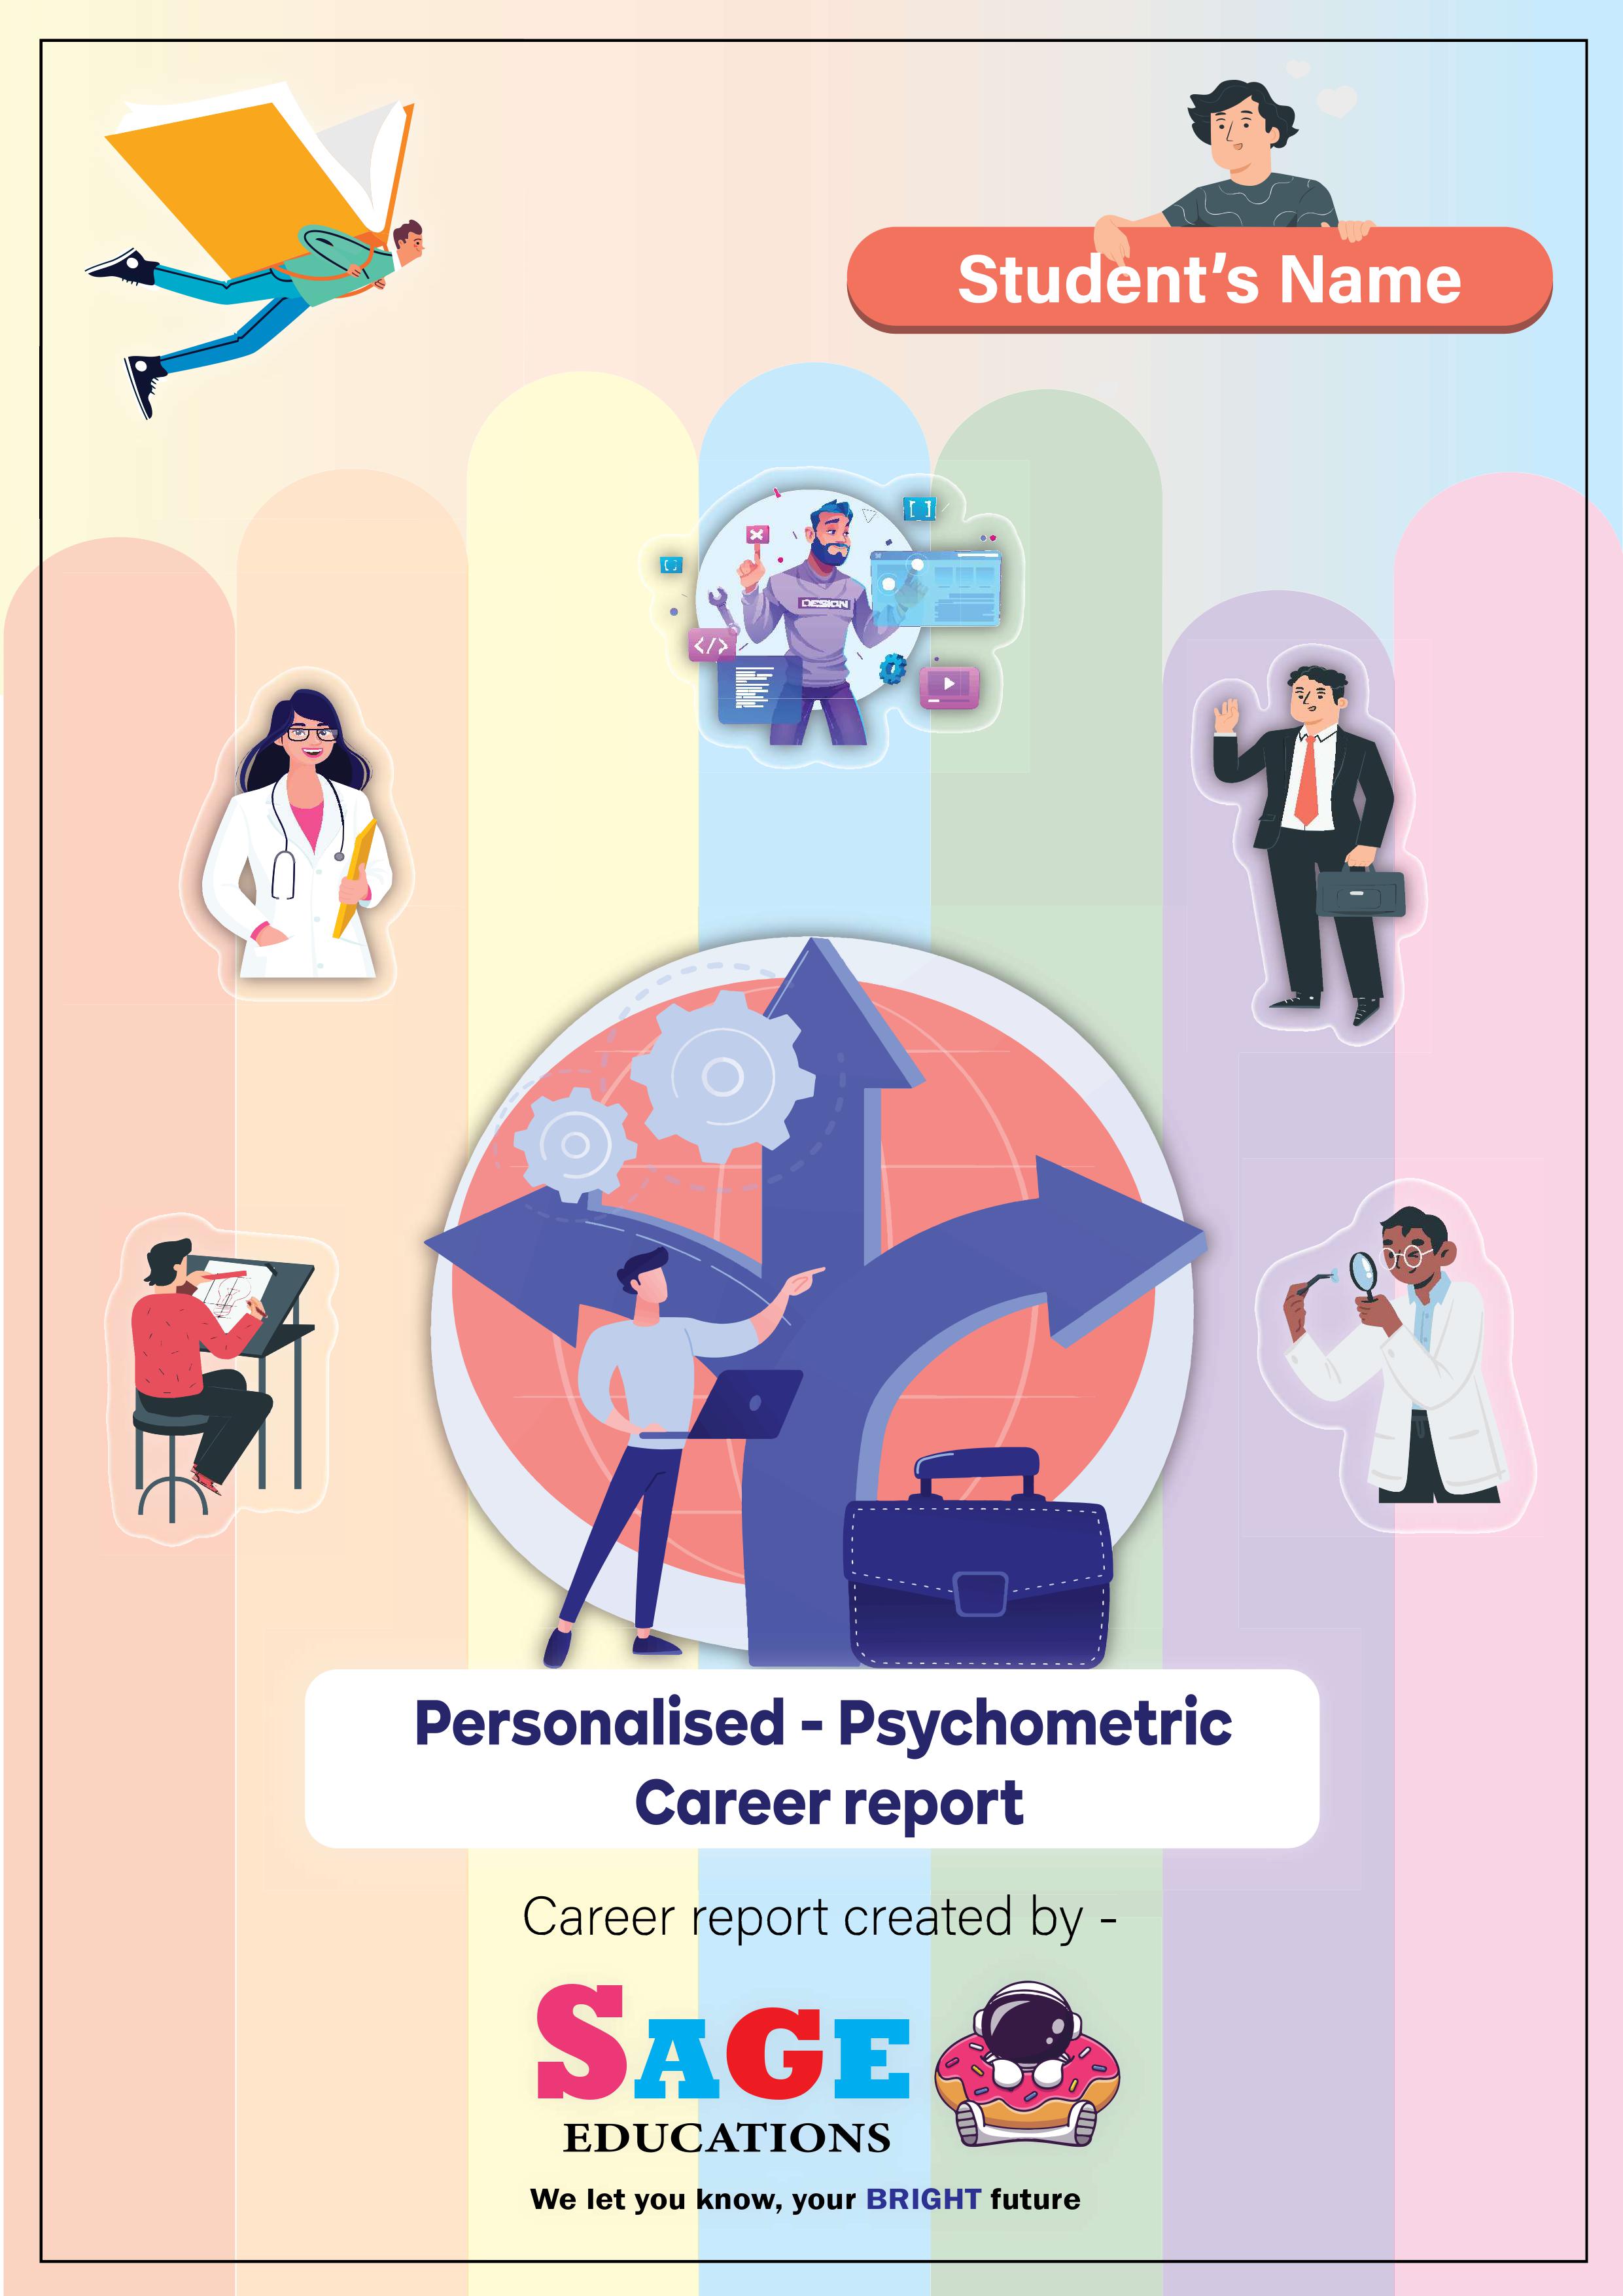 Student's Name
DESIGN
[ ]
[ ]
</>
Personalised - Psychometric
Career report
Career report created by -
SAGE
EDUCATIONS
We let you know, your BRIGHT future